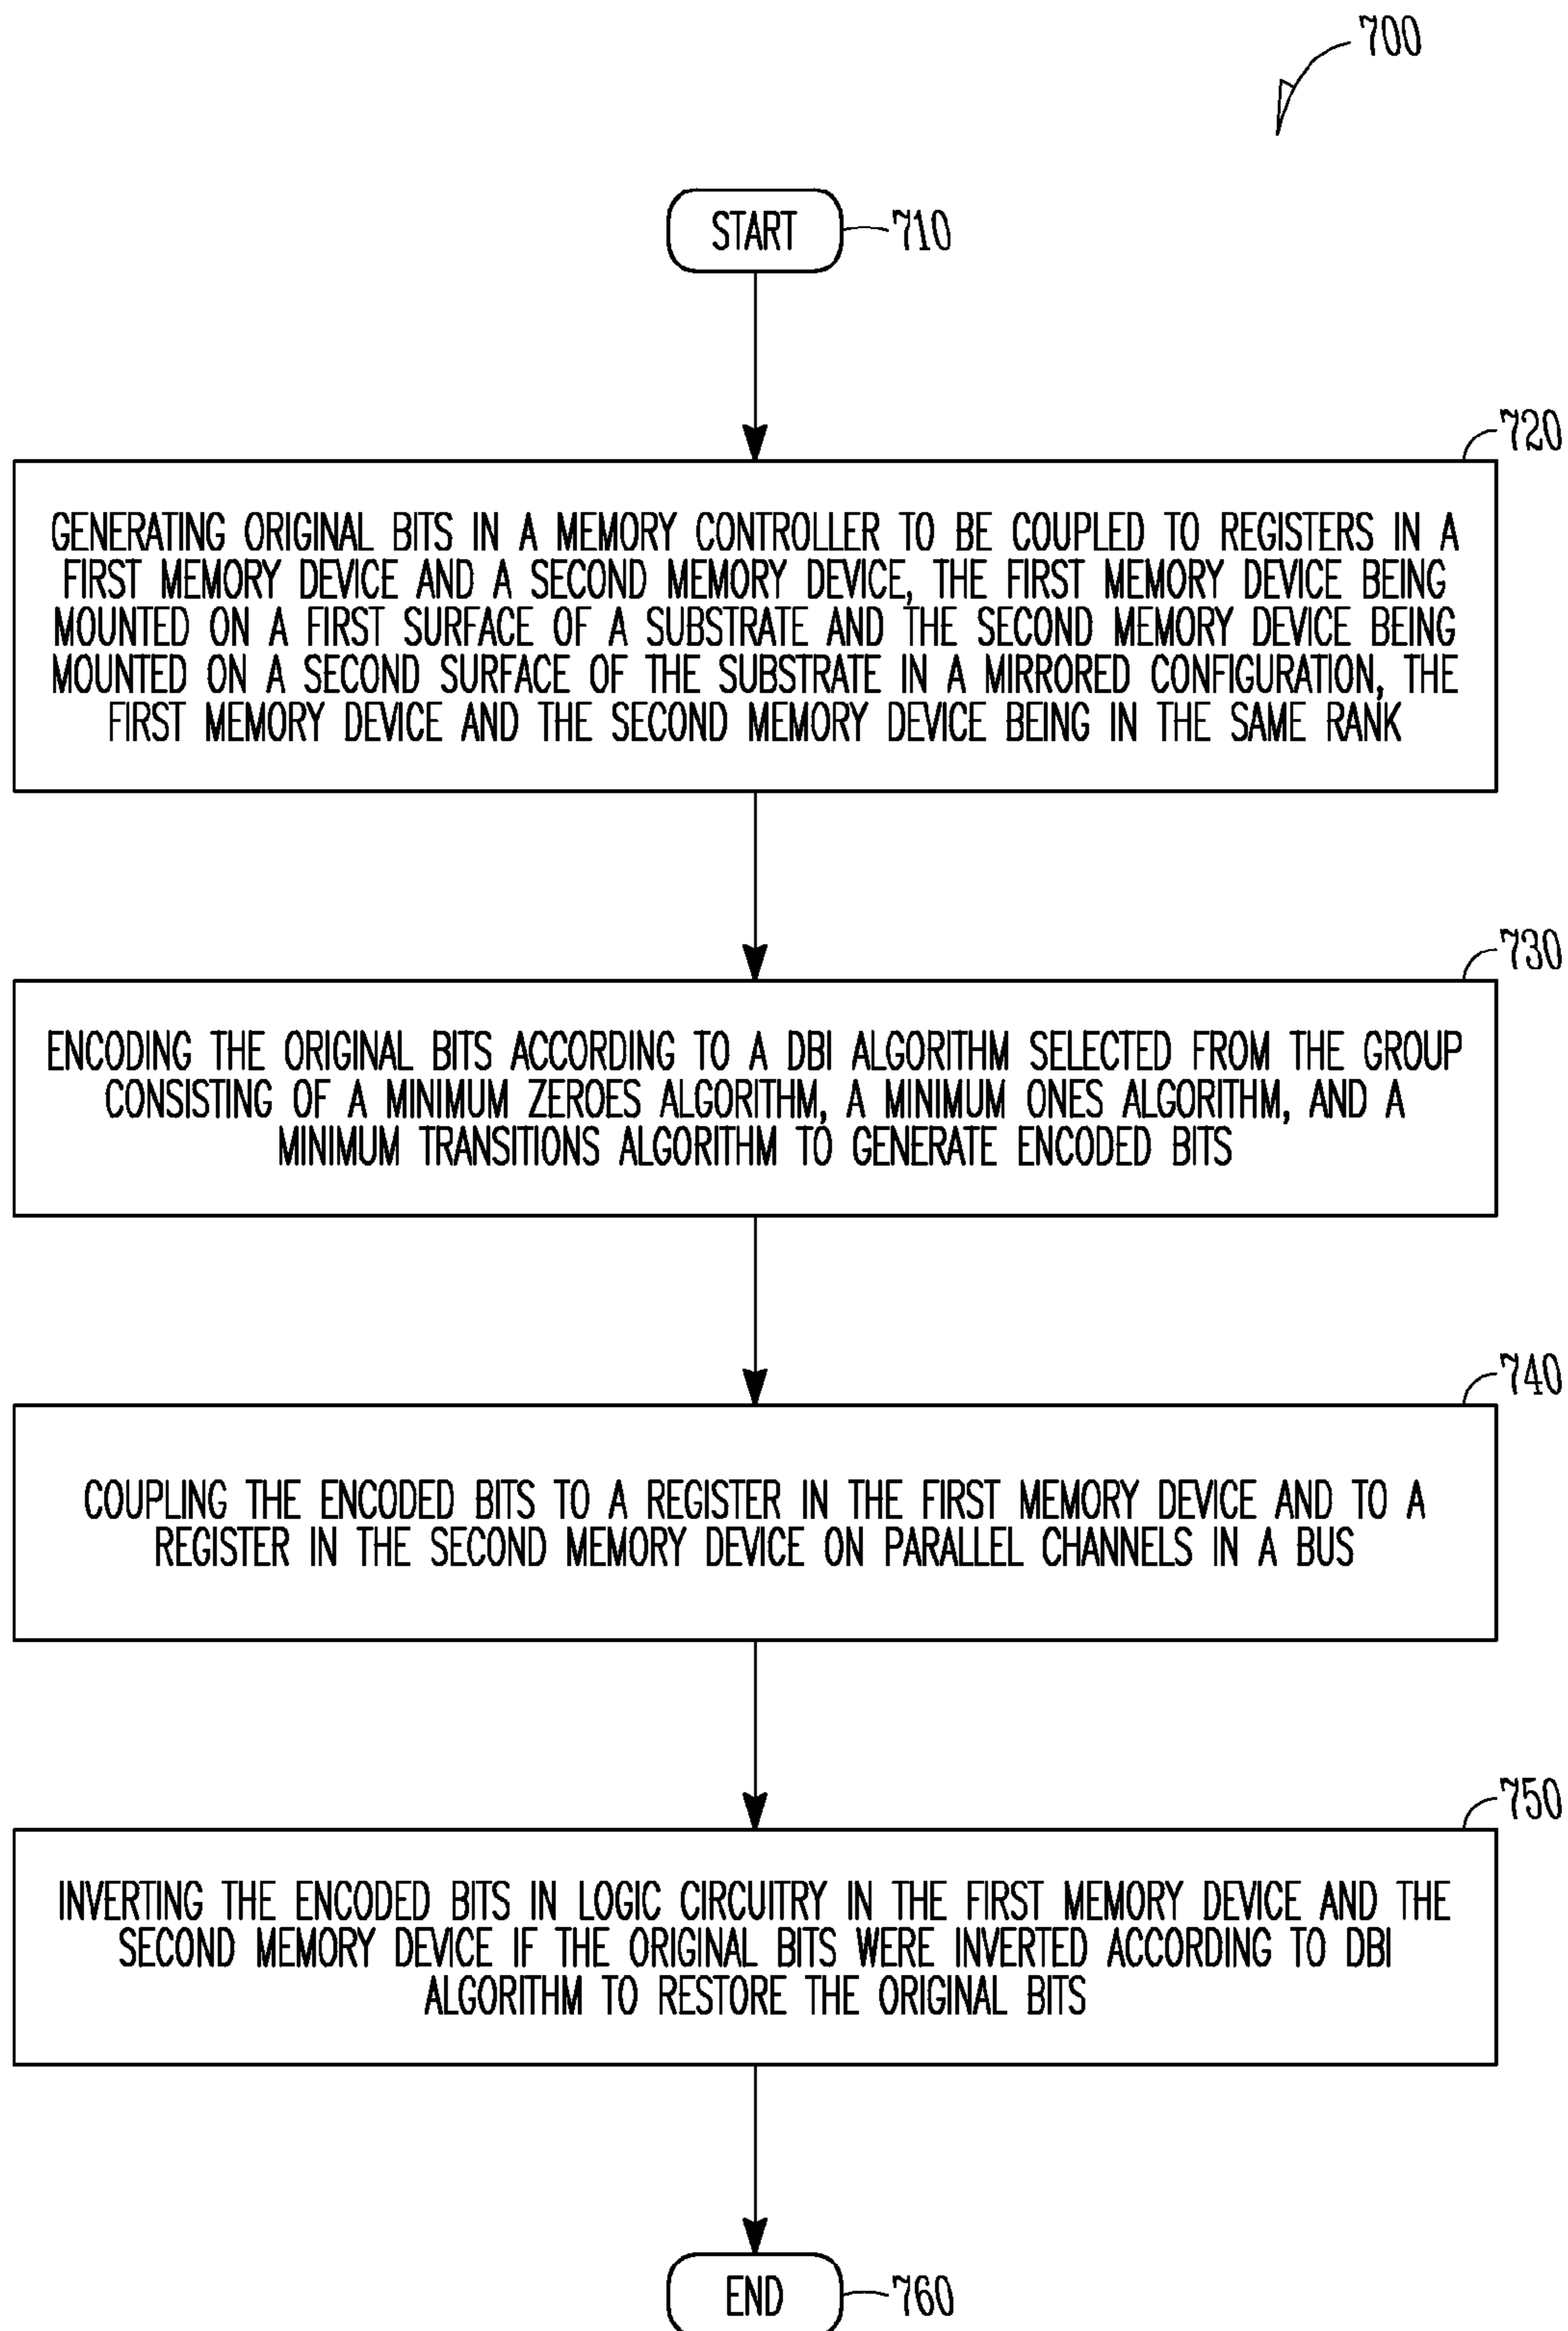 700
START
710
720
GENERATING ORIGINAL BITS IN A MEMORY CONTROLLER TO BE COUPLED TO REGISTERS IN A
FIRST MEMORY DEVICE AND A SECOND MEMORY DEVICE, THE FIRST MEMORY DEVICE BEING
MOUNTED ON A FIRST SURFACE OF A SUBSTRATE AND THE SECOND MEMORY DEVICE BEING
MOUNTED ON A SECOND SURFACE OF THE SUBSTRATE IN A MIRRORED CONFIGURATION, THE
FIRST MEMORY DEVICE AND THE SECOND MEMORY DEVICE BEING IN THE SAME RANK
730
ENCODING THE ORIGINAL BITS ACCORDING TO A DBI ALGORITHM SELECTED FROM THE GROUP
CONSISTING OF A MINIMUM ZEROES ALGORITHM, A MINIMUM ONES ALGORITHM, AND A
MINIMUM TRANSITIONS ALGORITHM TO GENERATE ENCODED BITS
740
COUPLING THE ENCODED BITS TO A REGISTER IN THE FIRST MEMORY DEVICE AND TO A
REGISTER IN THE SECOND MEMORY DEVICE ON PARALLEL CHANNELS IN A BUS
750
INVERTING THE ENCODED BITS IN LOGIC CIRCUITRY IN THE FIRST MEMORY DEVICE AND THE
SECOND MEMORY DEVICE IF THE ORIGINAL BITS WERE INVERTED ACCORDING TO DBI
ALGORITHM TO RESTORE THE ORIGINAL BITS
END
760